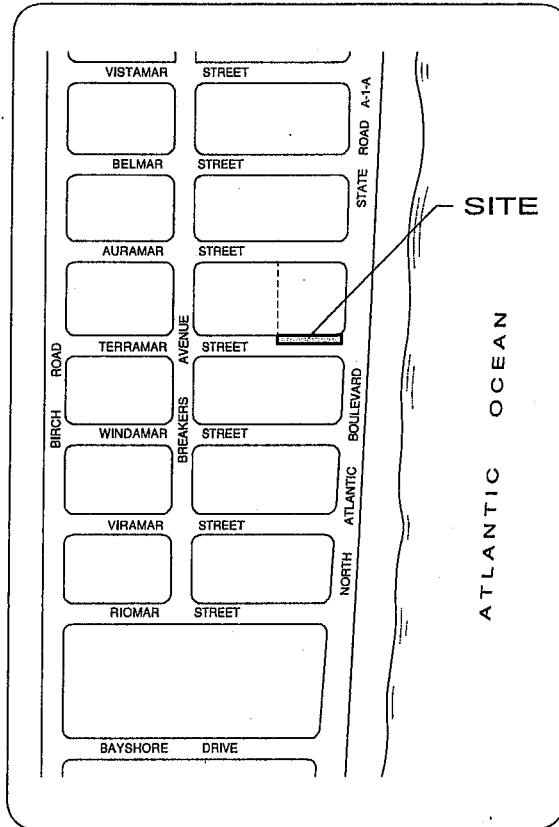 VISTAMAR STREET
BELMAR STREET
AURAMAR STREET
TERRAMAR STREET
WINDAMAR STREET
VIRAMAR STREET
RIOMAR STREET
BAYSHORE DRIVE
BIRCH ROAD
BREAKERS AVENUE
NORTH ATLANTIC BOULEVARD
STATE ROAD A-1-A
SITE
ATLANTIC OCEAN